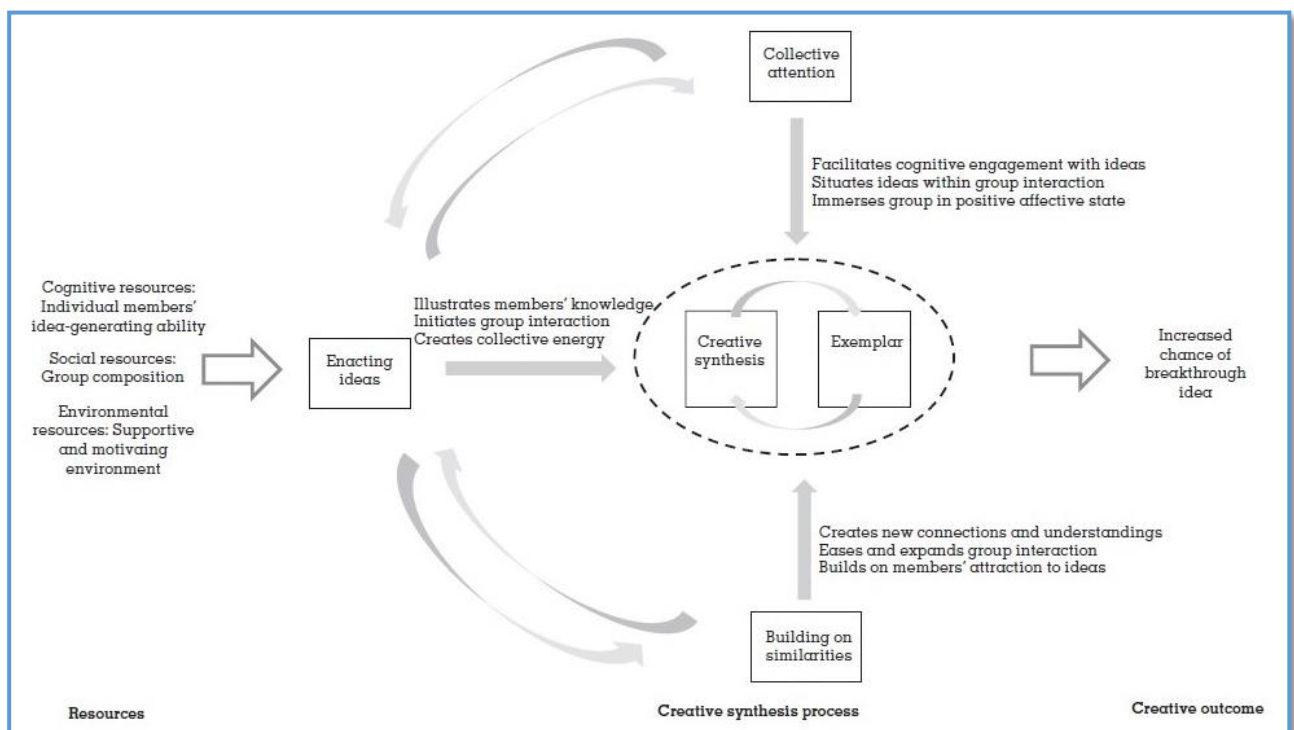 Collective
attention
Facilitates cognitive engagement with ideas
Situates ideas within group interaction
Immerses group in positive affective state
Cognitive resources:
Individual members’
idea-generating ability
Social resources:
Group composition
Environmental
resources: Supportive
and motivaing
environment
Enacting
ideas
Illustrates members’ knowledge
Initiates group interaction
Creates collective energy
Creative
synthesis
Exemplar
Increased
chance of
breakthrough
idea
Creates new connections and understandings
Eases and expands group interaction
Builds on members’ attraction to ideas
Building on
similarities
Resources
Creative synthesis process
Creative outcome